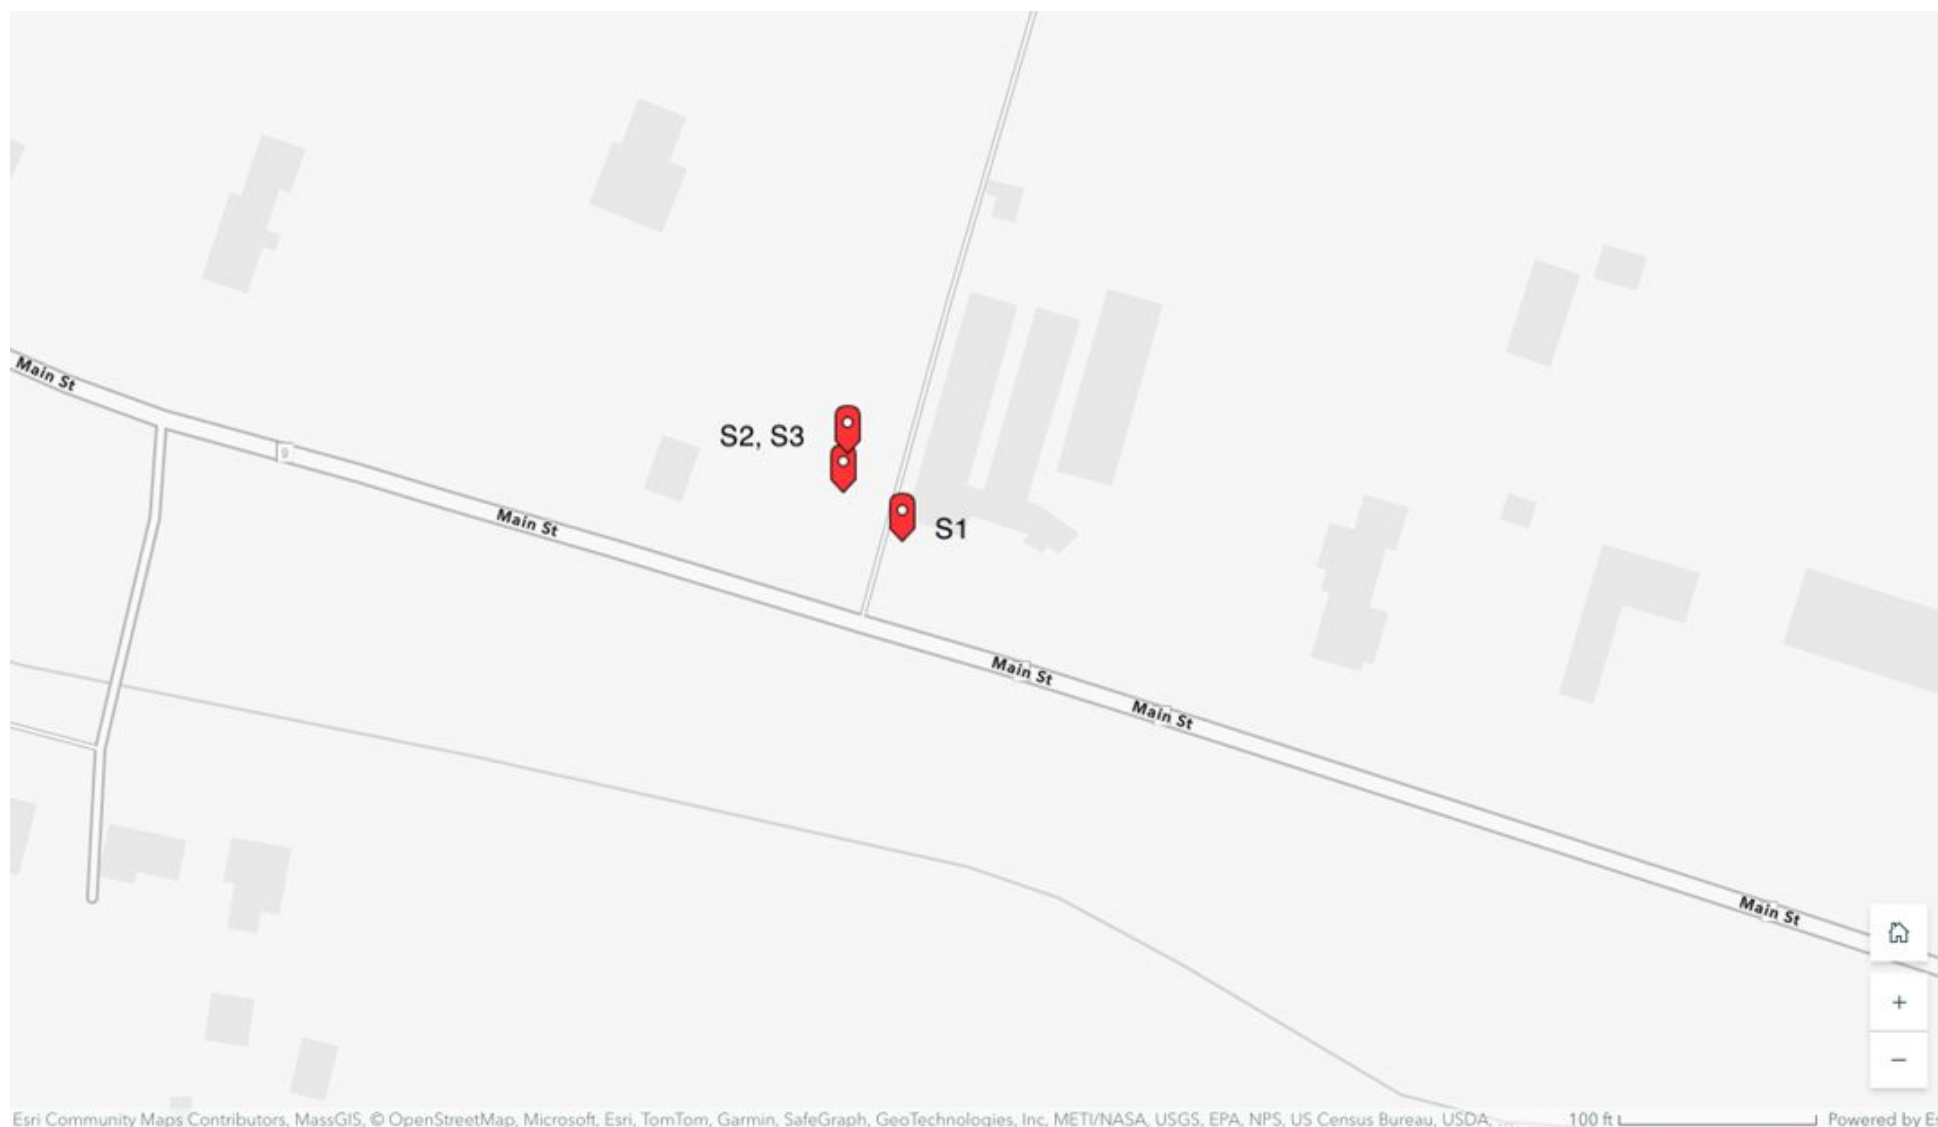 Main St
9
S2, S3
Main St
S1
Main St
Main St
Main St
+
−
Esri Community Maps Contributors, MassGIS, © OpenStreetMap, Microsoft, Esri, TomTom, Garmin, SafeGraph, GeoTechnologies, Inc, METI/NASA, USGS, EPA, NPS, US Census Bureau, USDA, ...
100 ft
Powered by Es